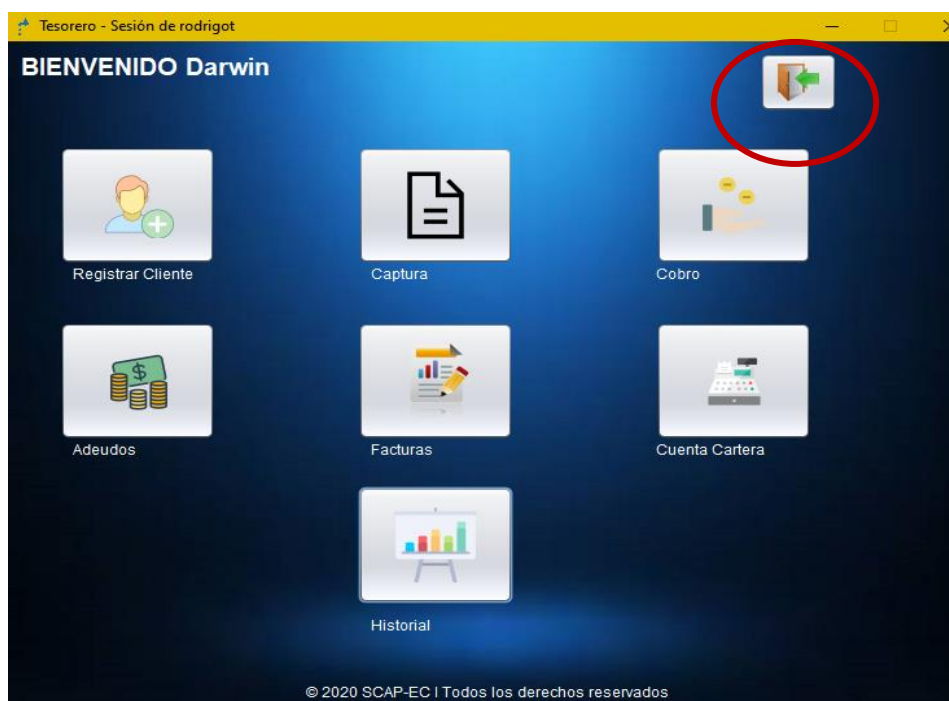 Tesorero - Sesión de rodrigot
BIENVENIDO Darwin
Registrar Cliente
Captura
Cobro
Adeudos
Facturas
Cuenta Cartera
Historial
© 2020 SCAP-EC I Todos los derechos reservados